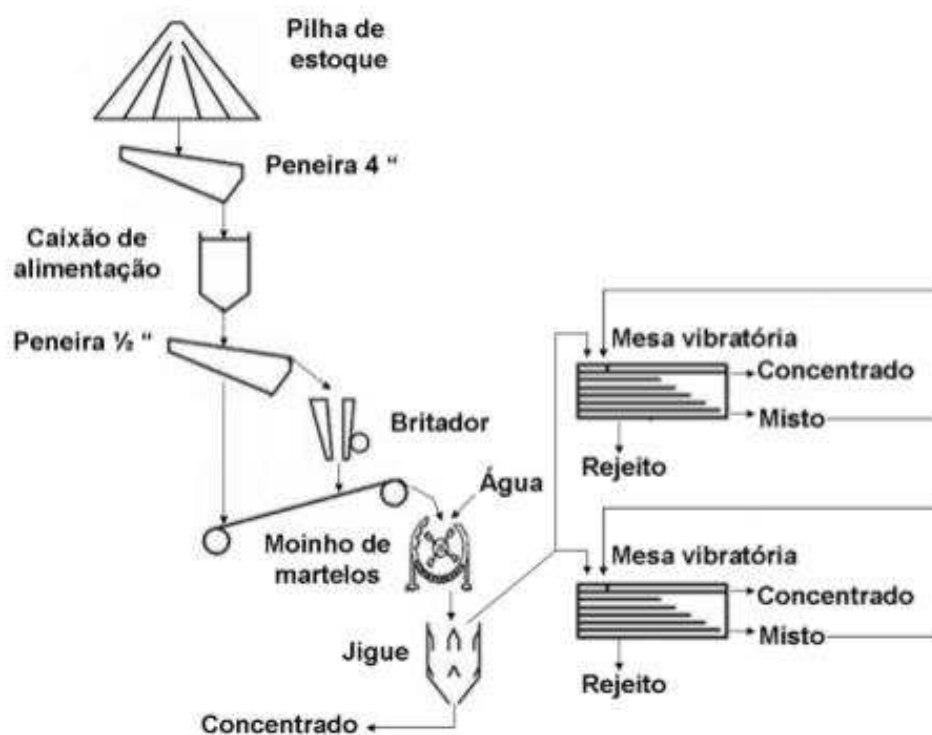 Pilha de
estoque
Peneira 4 “
Caixão de
alimentação
Peneira ½ “
Britador
Água
Moinho de
martelos
Jigue
Concentrado
Mesa vibratória
Concentrado
Misto
Rejeito
Mesa vibratória
Concentrado
Misto
Rejeito